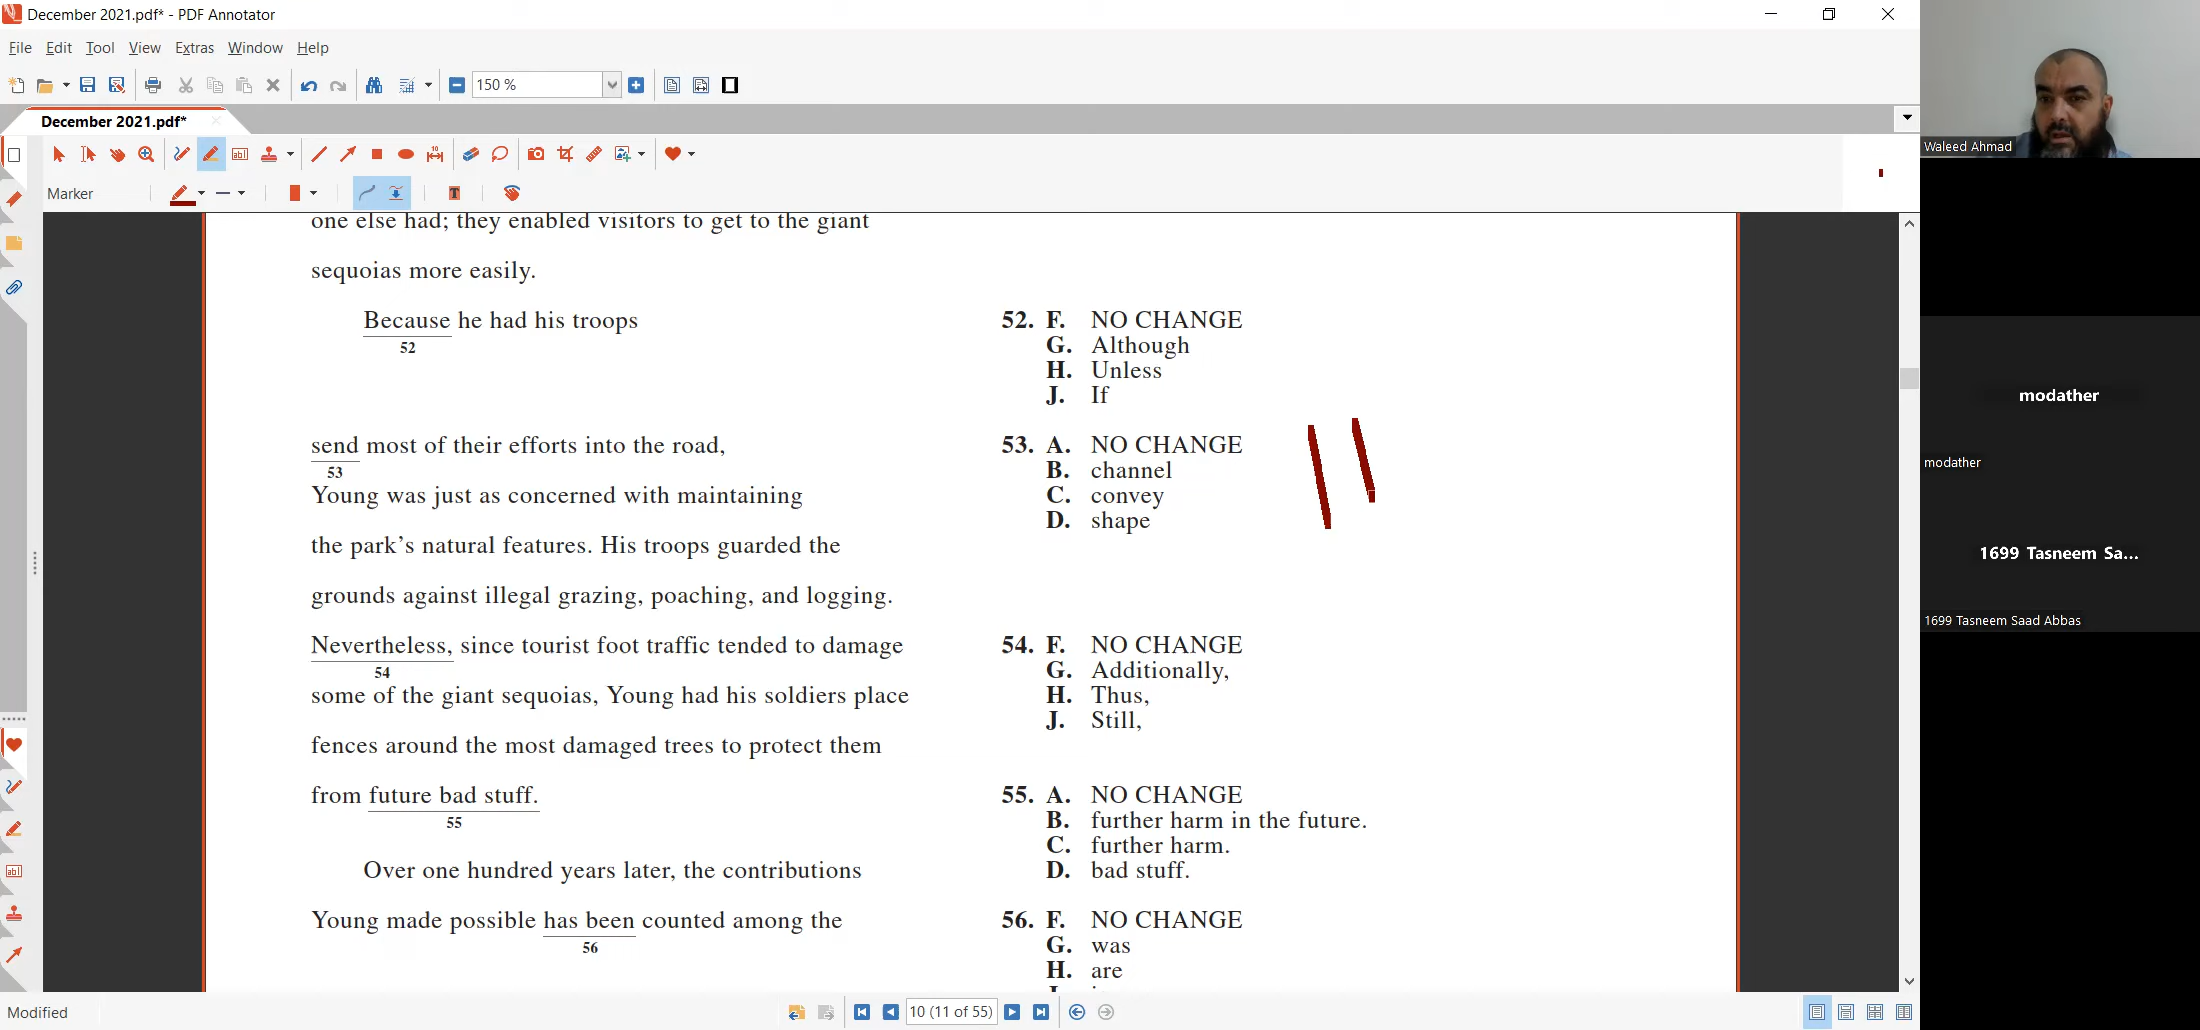 December 2021.pdf* - PDF Annotator
File Edit Tool View Extras Window Help
150 %
December 2021.pdf*
Marker
one else had; they enabled visitors to get to the giant
sequoias more easily.
Because he had his troops
52
send most of their efforts into the road,
53
Young was just as concerned with maintaining
the park's natural features. His troops guarded the
grounds against illegal grazing, poaching, and logging.
Nevertheless, since tourist foot traffic tended to damage
54
some of the giant sequoias, Young had his soldiers place
fences around the most damaged trees to protect them
from future bad stuff.
55
Over one hundred years later, the contributions
Young made possible has been counted among the
56
52. F. NO CHANGE
G. Although
H. Unless
J. If
53. A. NO CHANGE
B. channel
C. convey
D. shape
54. F. NO CHANGE
G. Additionally,
H. Thus,
J. Still,
55. A. NO CHANGE
B. further harm in the future.
C. further harm.
D. bad stuff.
56. F. NO CHANGE
G. was
H. are
Waleed Ahmad
modather
modather
1699 Tasneem Sa...
1699 Tasneem Saad Abbas
Modified
10 (11 of 55)